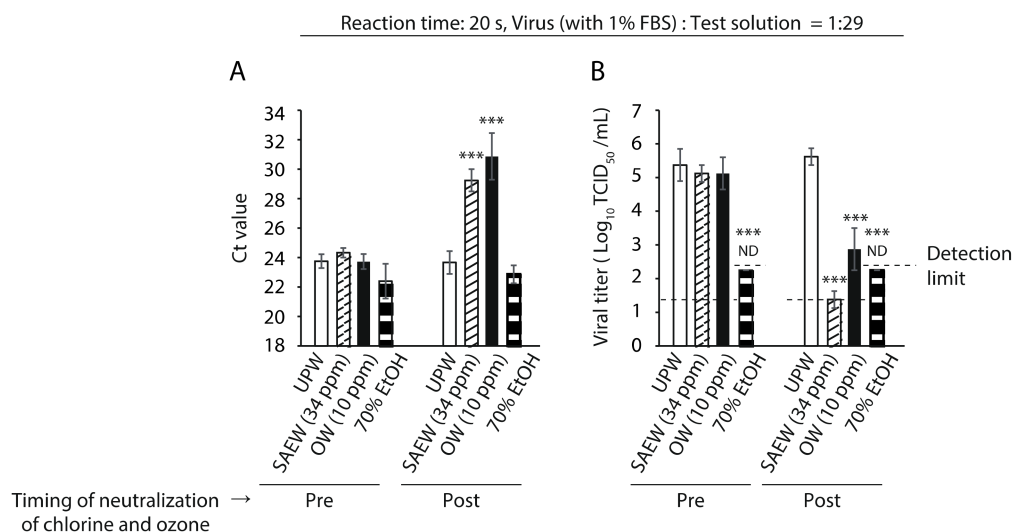 Reaction time: 20 s, Virus (with 1% FBS) : Test solution = 1:29
A
Ct value
34
32
30
28
26
24
22
20
18
***
***
UPW
SAEW (34 ppm)
OW (10 ppm)
70% EtOH
UPW
SAEW (34 ppm)
OW (10 ppm)
70% EtOH
Pre
Post
B
Viral titer ( Log10 TCID50 /mL)
7
6
5
4
3
2
1
0
***
ND
***
***
***
ND
Detection
limit
UPW
SAEW (34 ppm)
OW (10 ppm)
70% EtOH
UPW
SAEW (34 ppm)
OW (10 ppm)
70% EtOH
Pre
Post
Timing of neutralization →
of chlorine and ozone